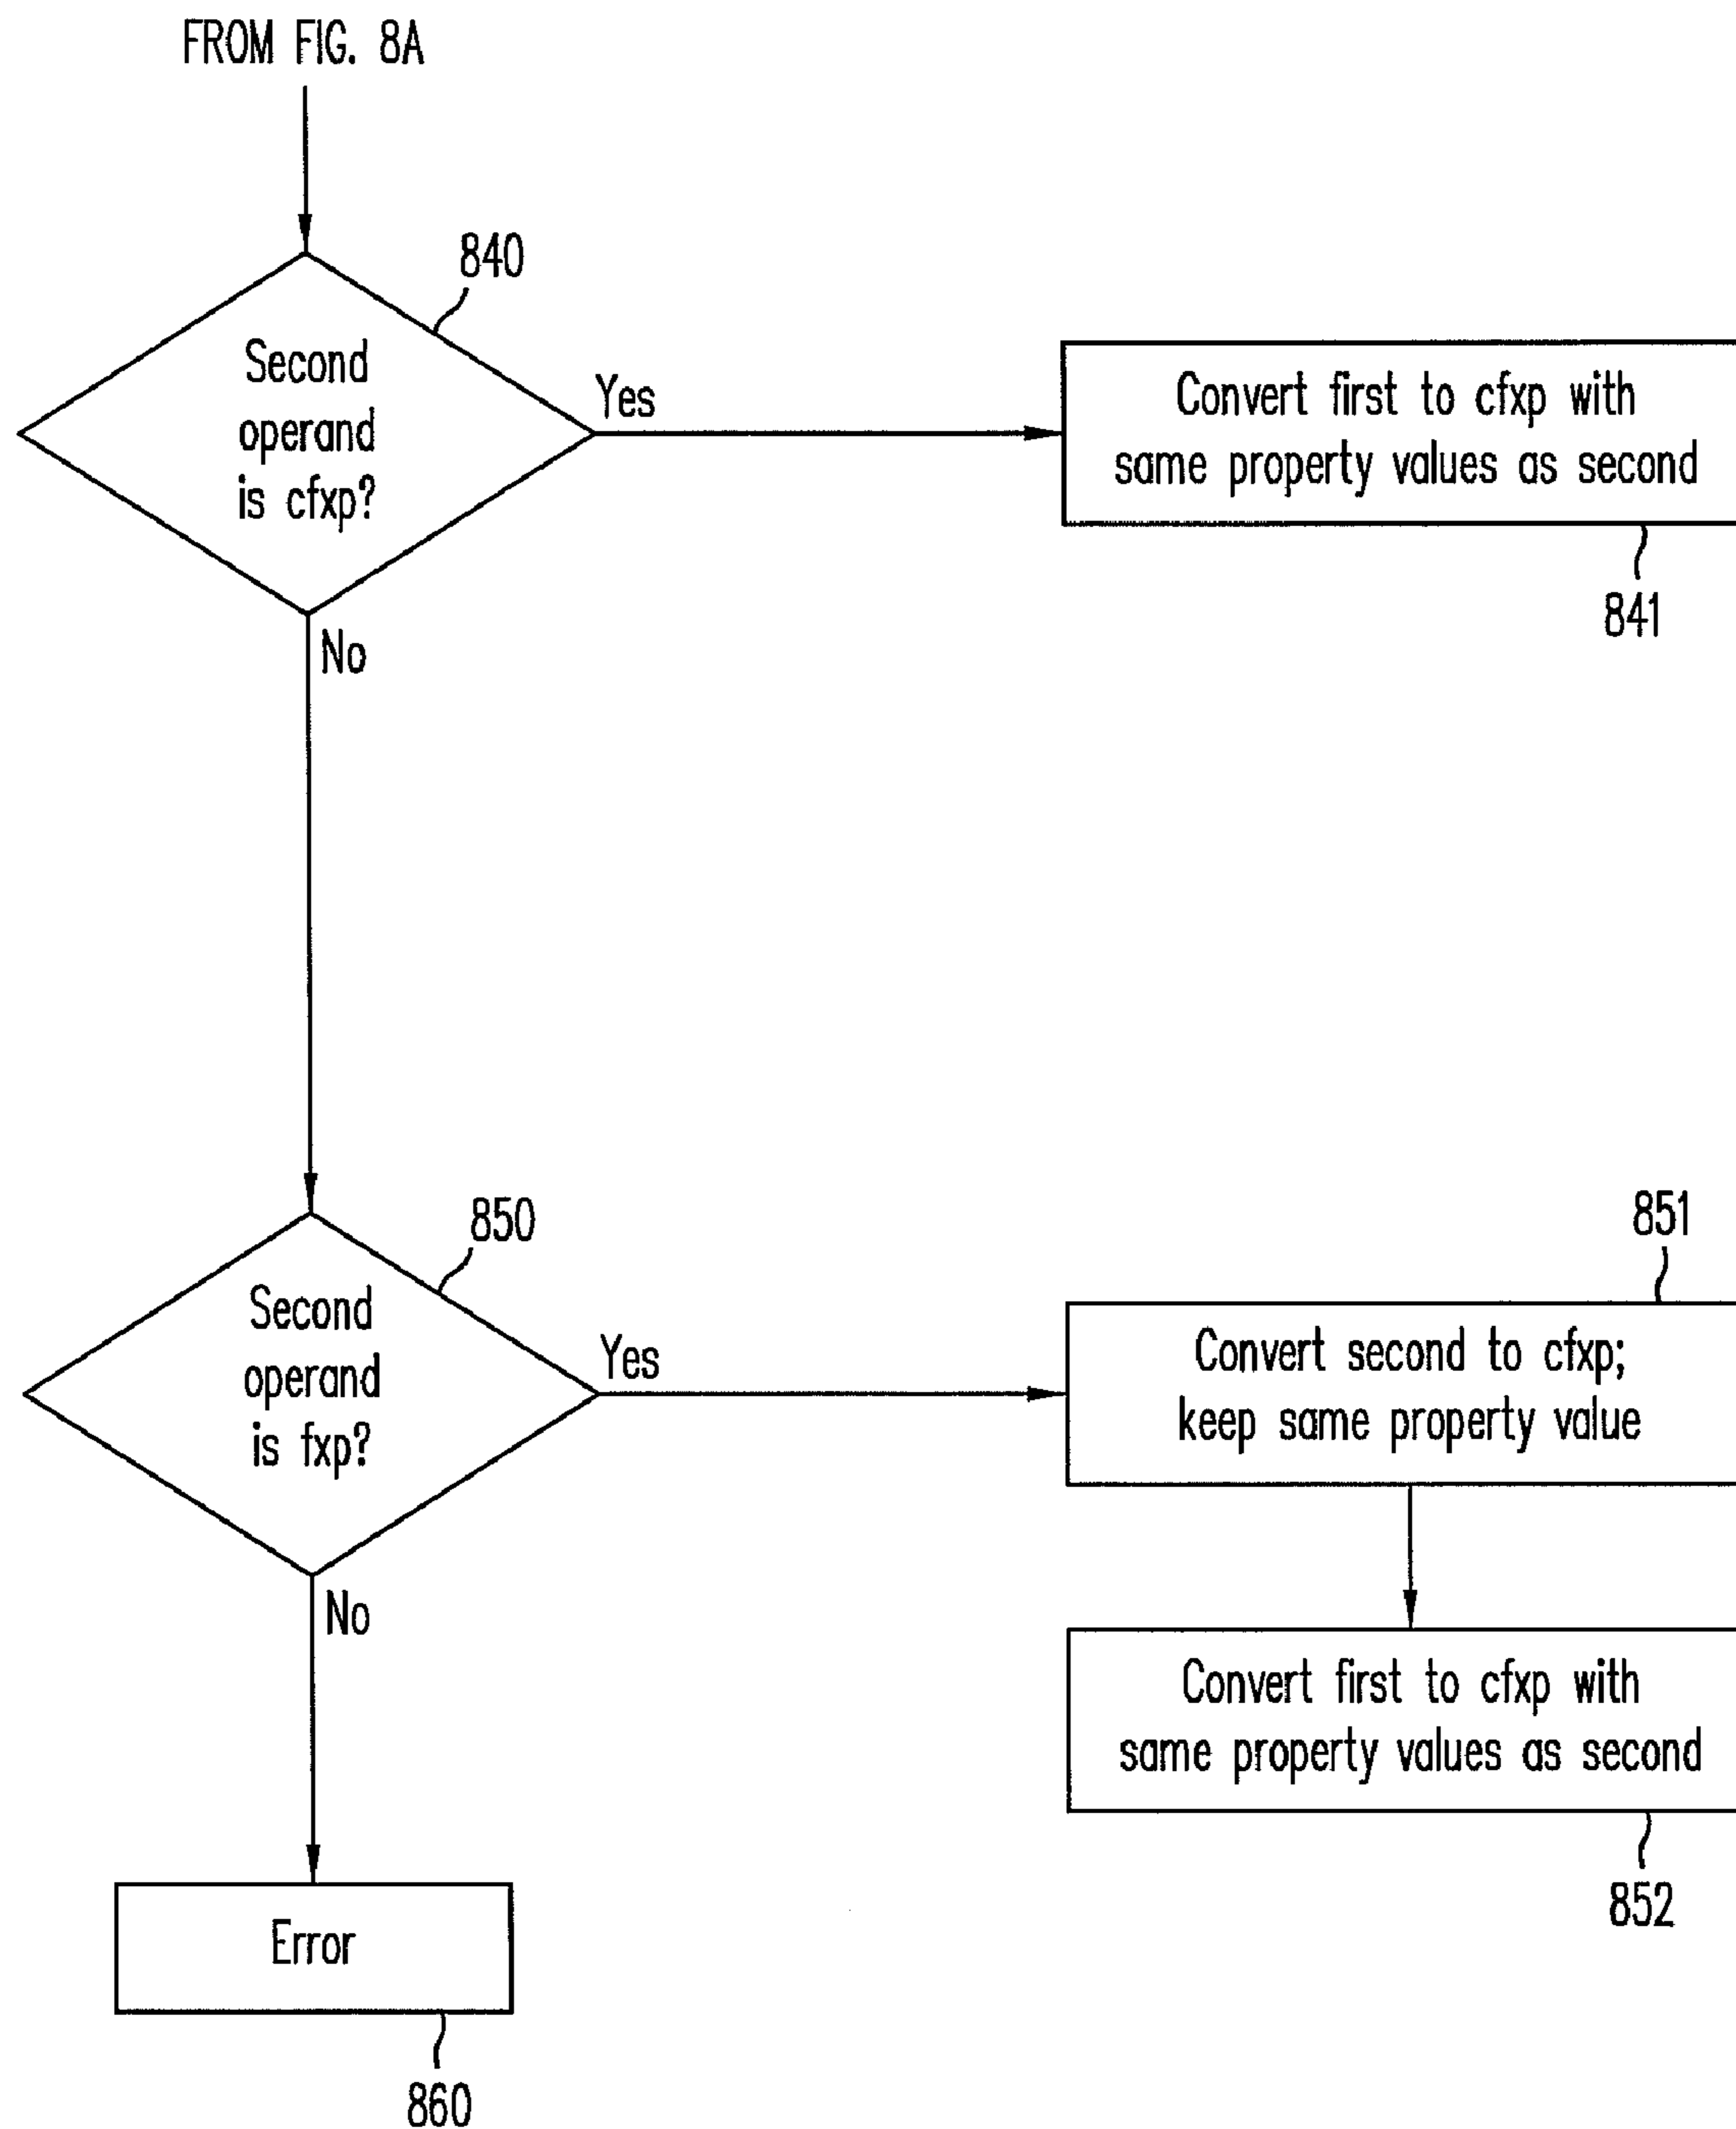 FROM FIG. 8A
840
Second
operand
is cfxp?
Yes
Convert first to cfxp with
same property values as second
841
No
850
Second
operand
is fxp?
Yes
851
Convert second to cfxp;
keep same property value
No
Convert first to cfxp with
same property values as second
852
Error
860